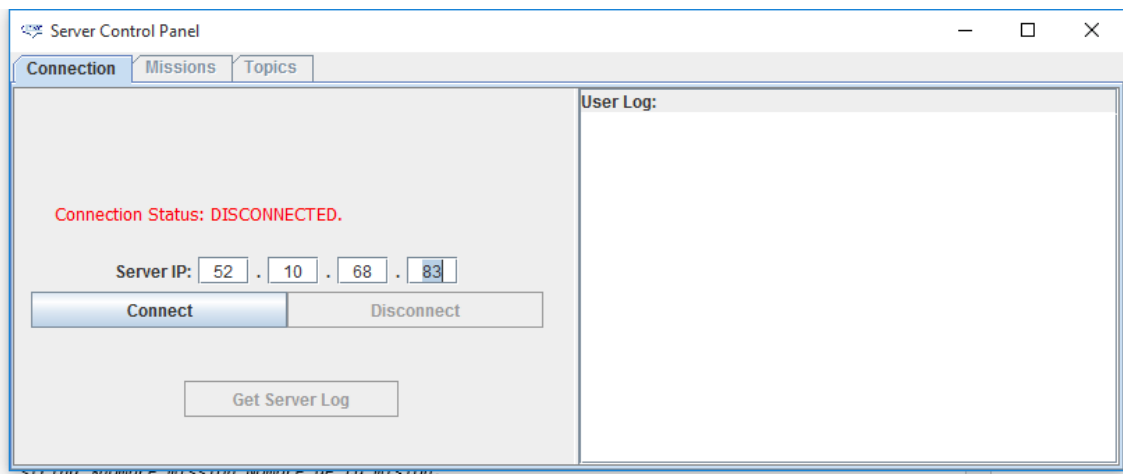 Server Control Panel
Connection Missions Topics
User Log:
Connection Status: DISCONNECTED.
Server IP: 52 . 10 . 68 . 83
Connect Disconnect
Get Server Log